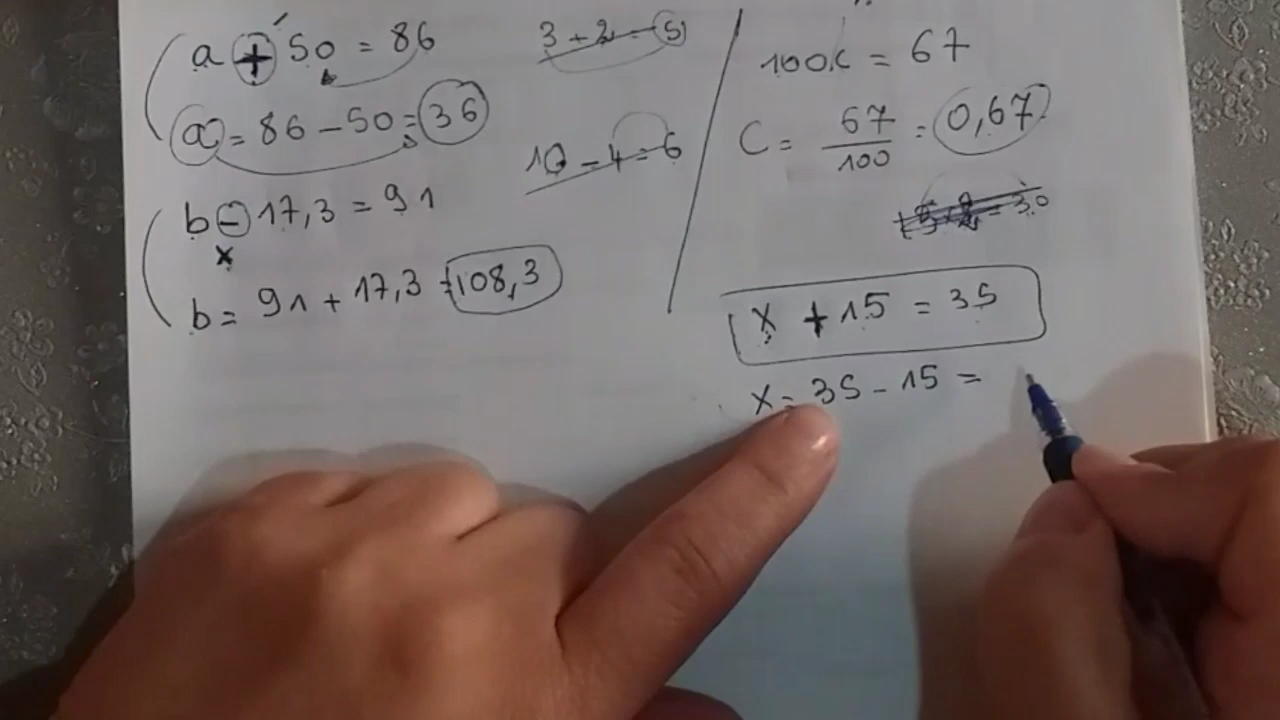 a + 50 = 86
a = 86 - 50 = 36
b - 17,3 = 91
x
b = 91 + 17,3 = 108,3
3 + 2 = 5
10 - 4 = 6
100c = 67
C = 67/100 = 0,67
= 30
x + 15 = 35
x = 35 - 15 =